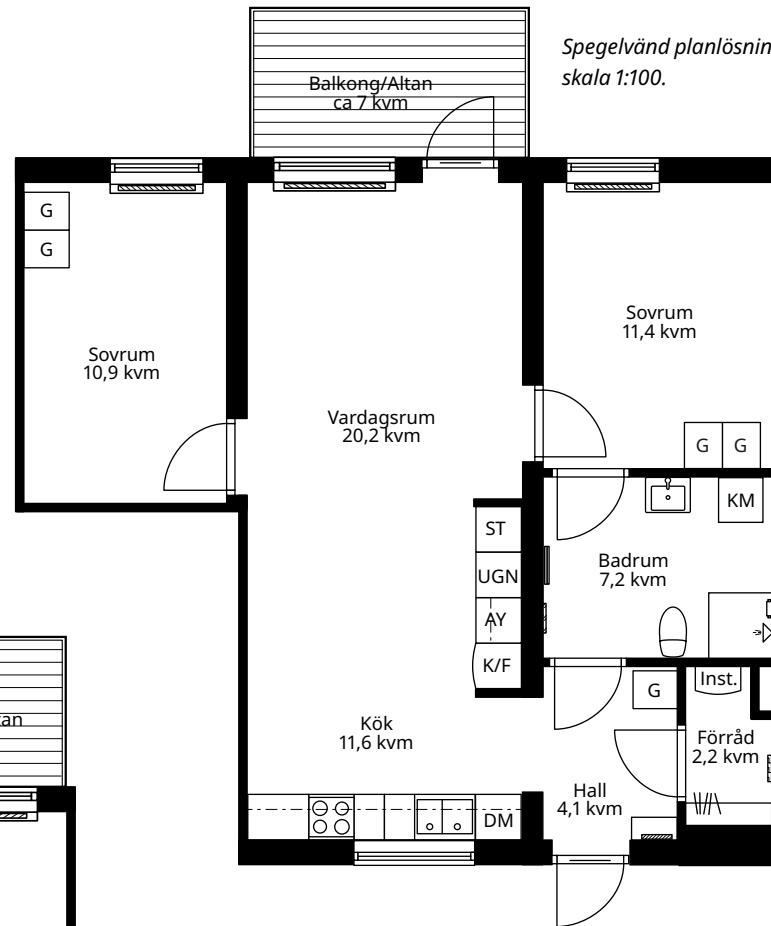 Spegelvänd planlösnin
skala 1:100.
Balkong/Altan
ca 7 kvm
G
G
Sovrum
10,9 kvm
Sovrum
11,4 kvm
Vardagsrum
20,2 kvm
G G
ST
KM
UGN
Badrum
7,2 kvm
AY
K/F
Inst.
G
tan
Kök
11,6 kvm
Förråd
2,2 kvm
Hall
4,1 kvm
DM